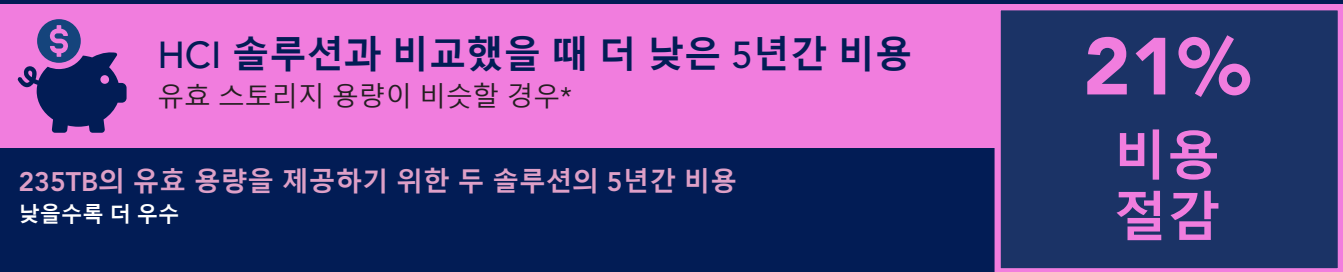 $
HCI 솔루션과 비교했을 때 더 낮은 5년간 비용
유효 스토리지 용량이 비슷할 경우*
235TB의 유효 용량을 제공하기 위한 두 솔루션의 5년간 비용
낮을수록 더 우수
21%
비용
절감